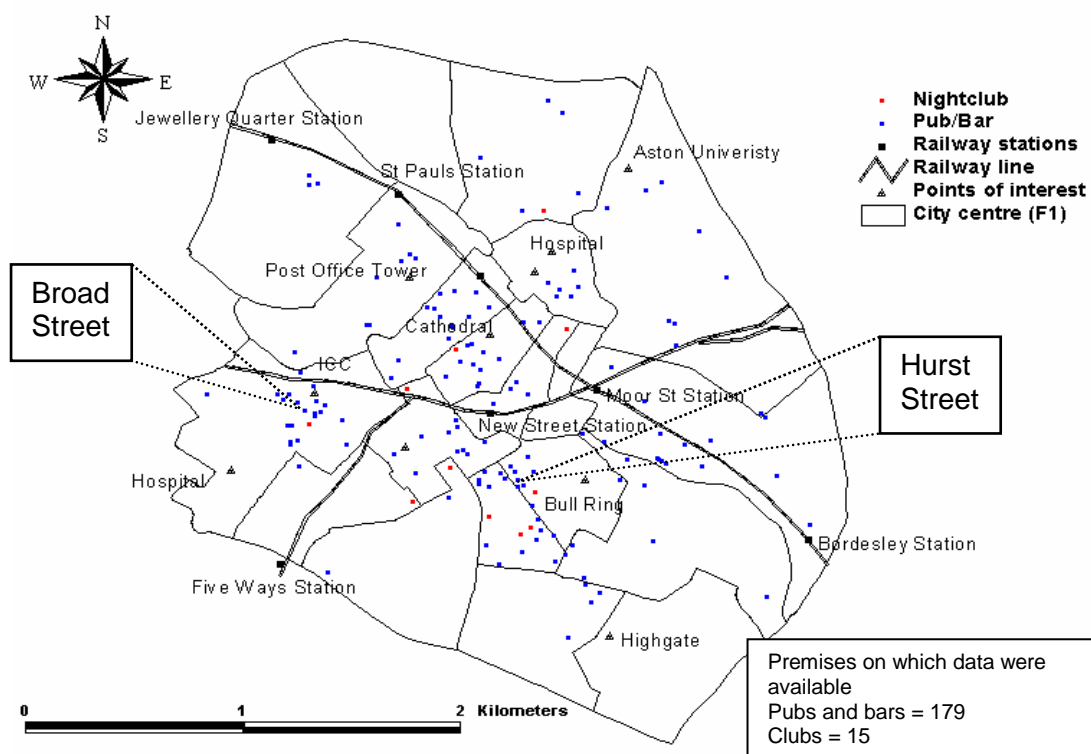 N
W
E
S
Jewellery Quarter Station
St Pauls Station
Aston Univeristy
Nightclub
Pub/Bar
Railway stations
Railway line
Points of interest
City centre (F1)
Hospital
Post Office Tower
Broad
Street
Cathedral
ICC
Hurst
Street
Moor St Station
New Street Station
Hospital
Bull Ring
Bordesley Station
Five Ways Station
Highgate
Premises on which data were
available
Pubs and bars = 179
Clubs = 15
0
1
2
Kilometers